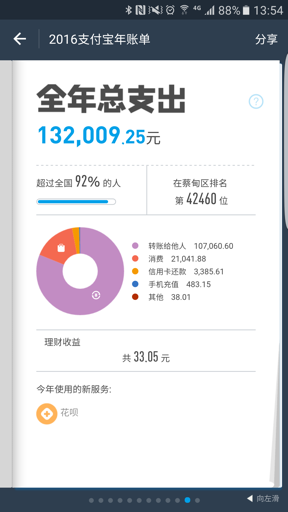 88% 13:54
2016支付宝年账单 分享
全年总支出
132,009.25元
超过全国 92% 的人
在蔡甸区排名
第 42460 位
转账给他人 107,060.60
消费 21,041.88
信用卡还款 3,385.61
手机充值 483.15
其他 38.01
理财收益
共 33.05 元
今年使用的新服务:
花呗
向左滑